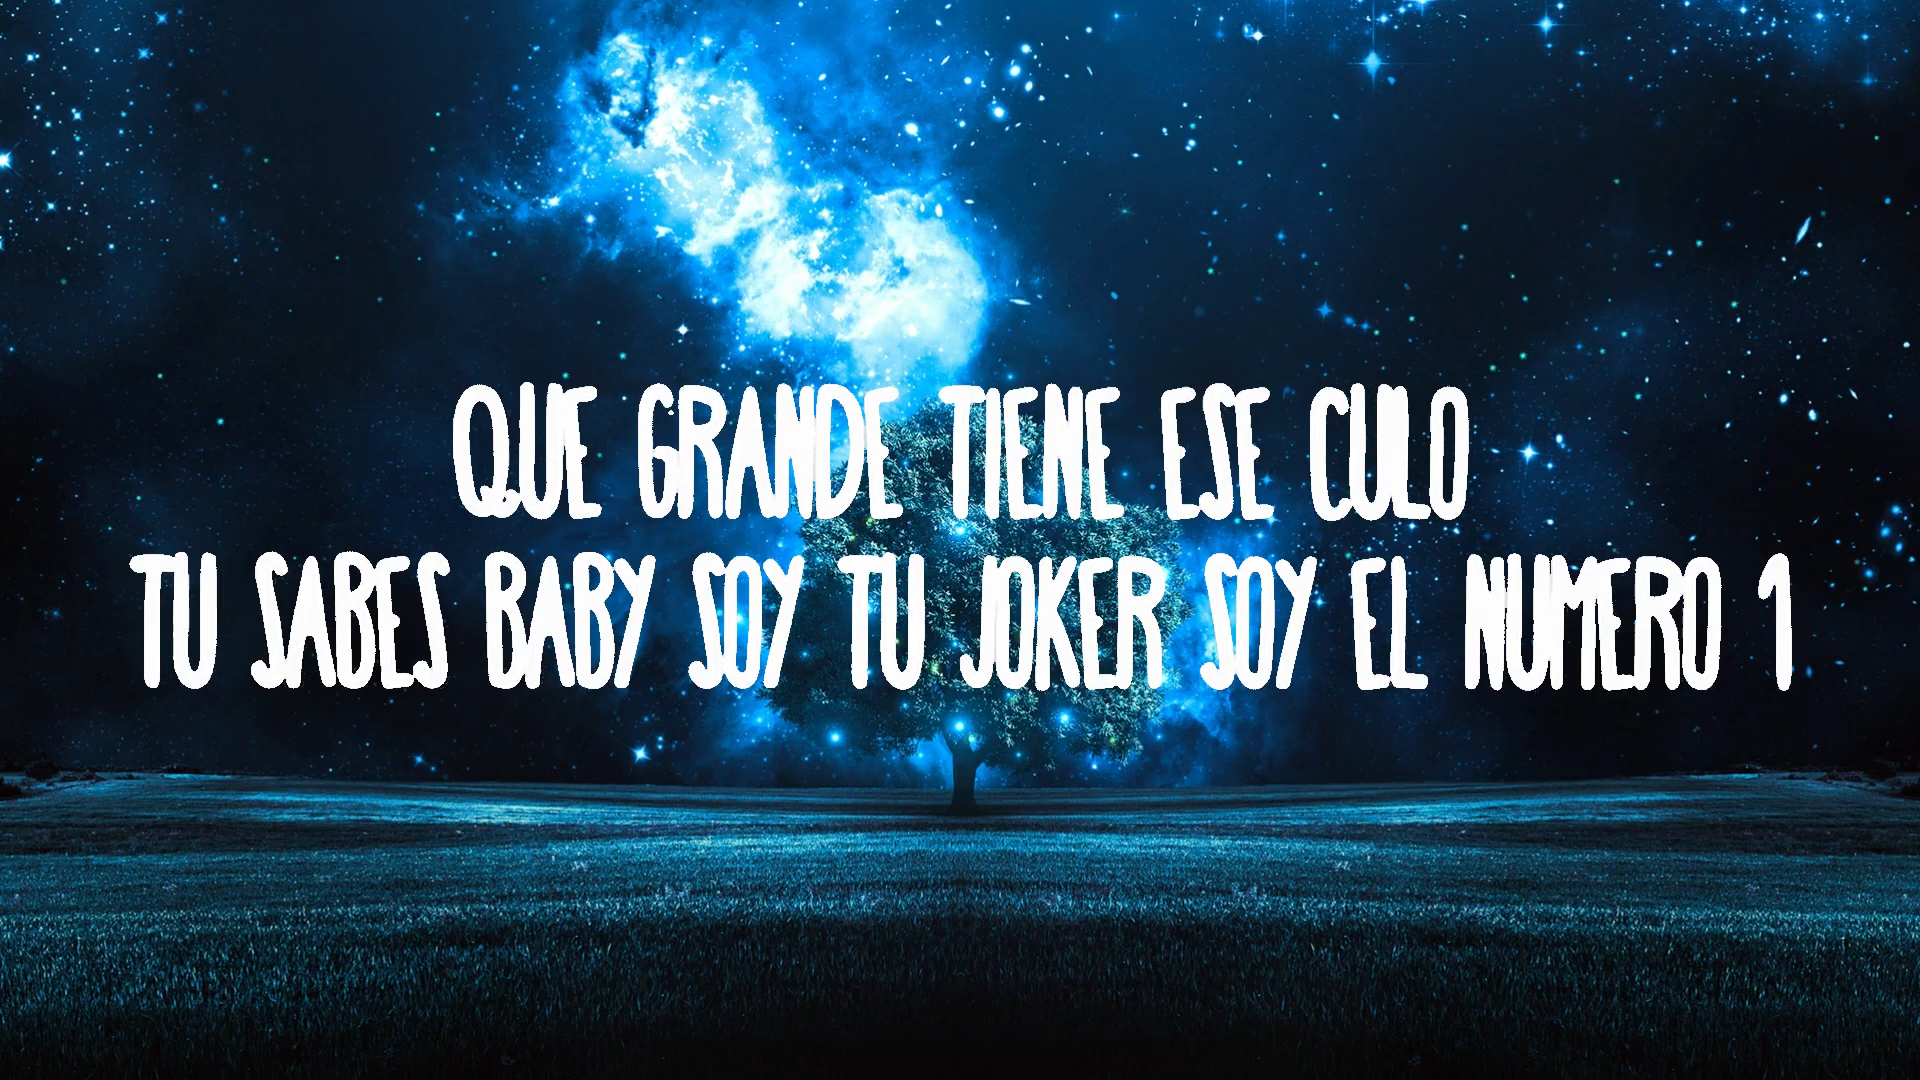 QUE GRANDE TIENE ESE CULO
TU SABES BABY SOY TU JOKER SOY EL NUMERO 1